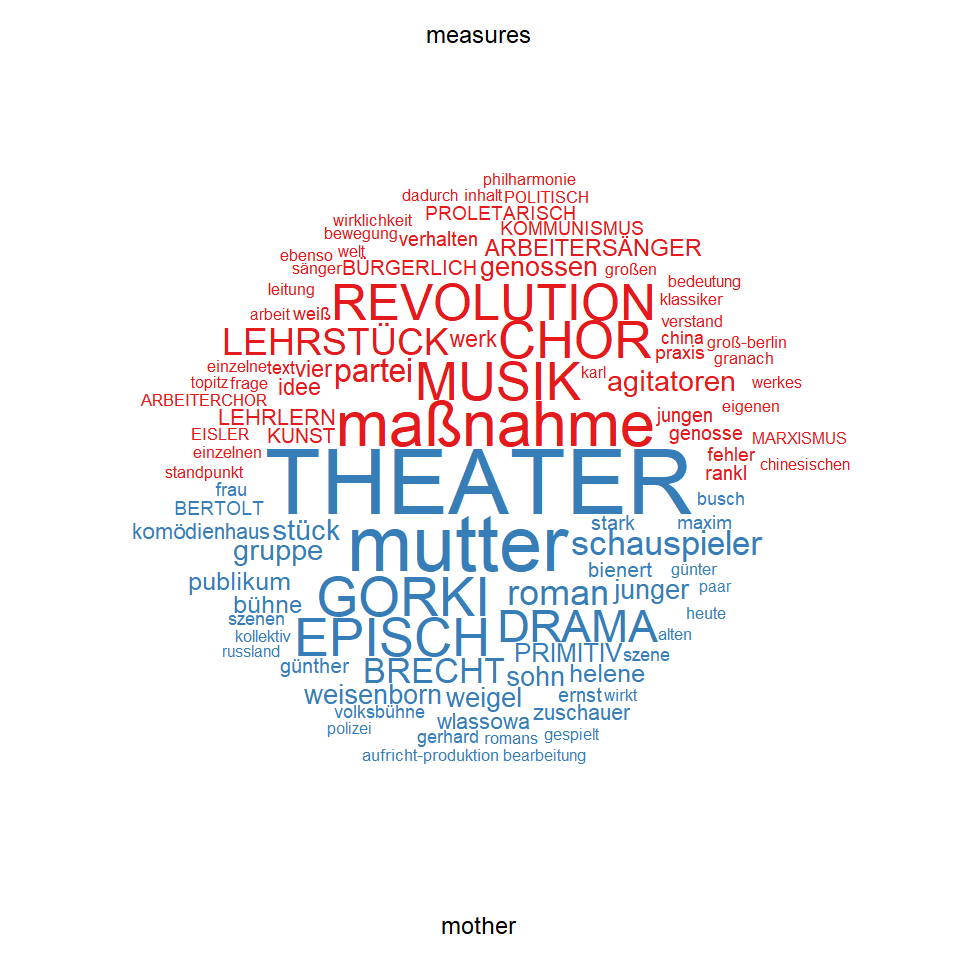 measures
philharmonie
dadurch inhalt POLITISCH
wirklichkeit PROLETARISCH
bewegung verhalten KOMMUNISMUS
ebenso welt ARBEITERSÄNGER
sänger BÜRGERLICH genossen großen
leitung REVOLUTION bedeutung
klassiker
arbeit weiß verstand
LEHRSTÜCK werk CHOR china groß-berlin
praxis granach
einzelne text vier partei MUSIK karl agitatoren werkes
topitz frage idee
ARBEITERCHOR maßnahme jungen eigenen
LEHRLERN
EISLER KUNST genosse MARXISMUS
einzelnen fehler chinesischen
standpunkt THEATER rankl
frau busch
BERTOLT
komödienhaus stück mutter stark maxim
gruppe schauspieler
publikum bienert günter
bühne GORKI roman junger paar
szenen heute
kollektiv EPISCH DRAMA alten
russland PRIMITIV szene
günther BRECHT sohn helene
weisenborn weigel ernst wirkt
volksbühne wlassowa zuschauer
polizei gerhard romans gespielt
aufricht-produktion bearbeitung
mother